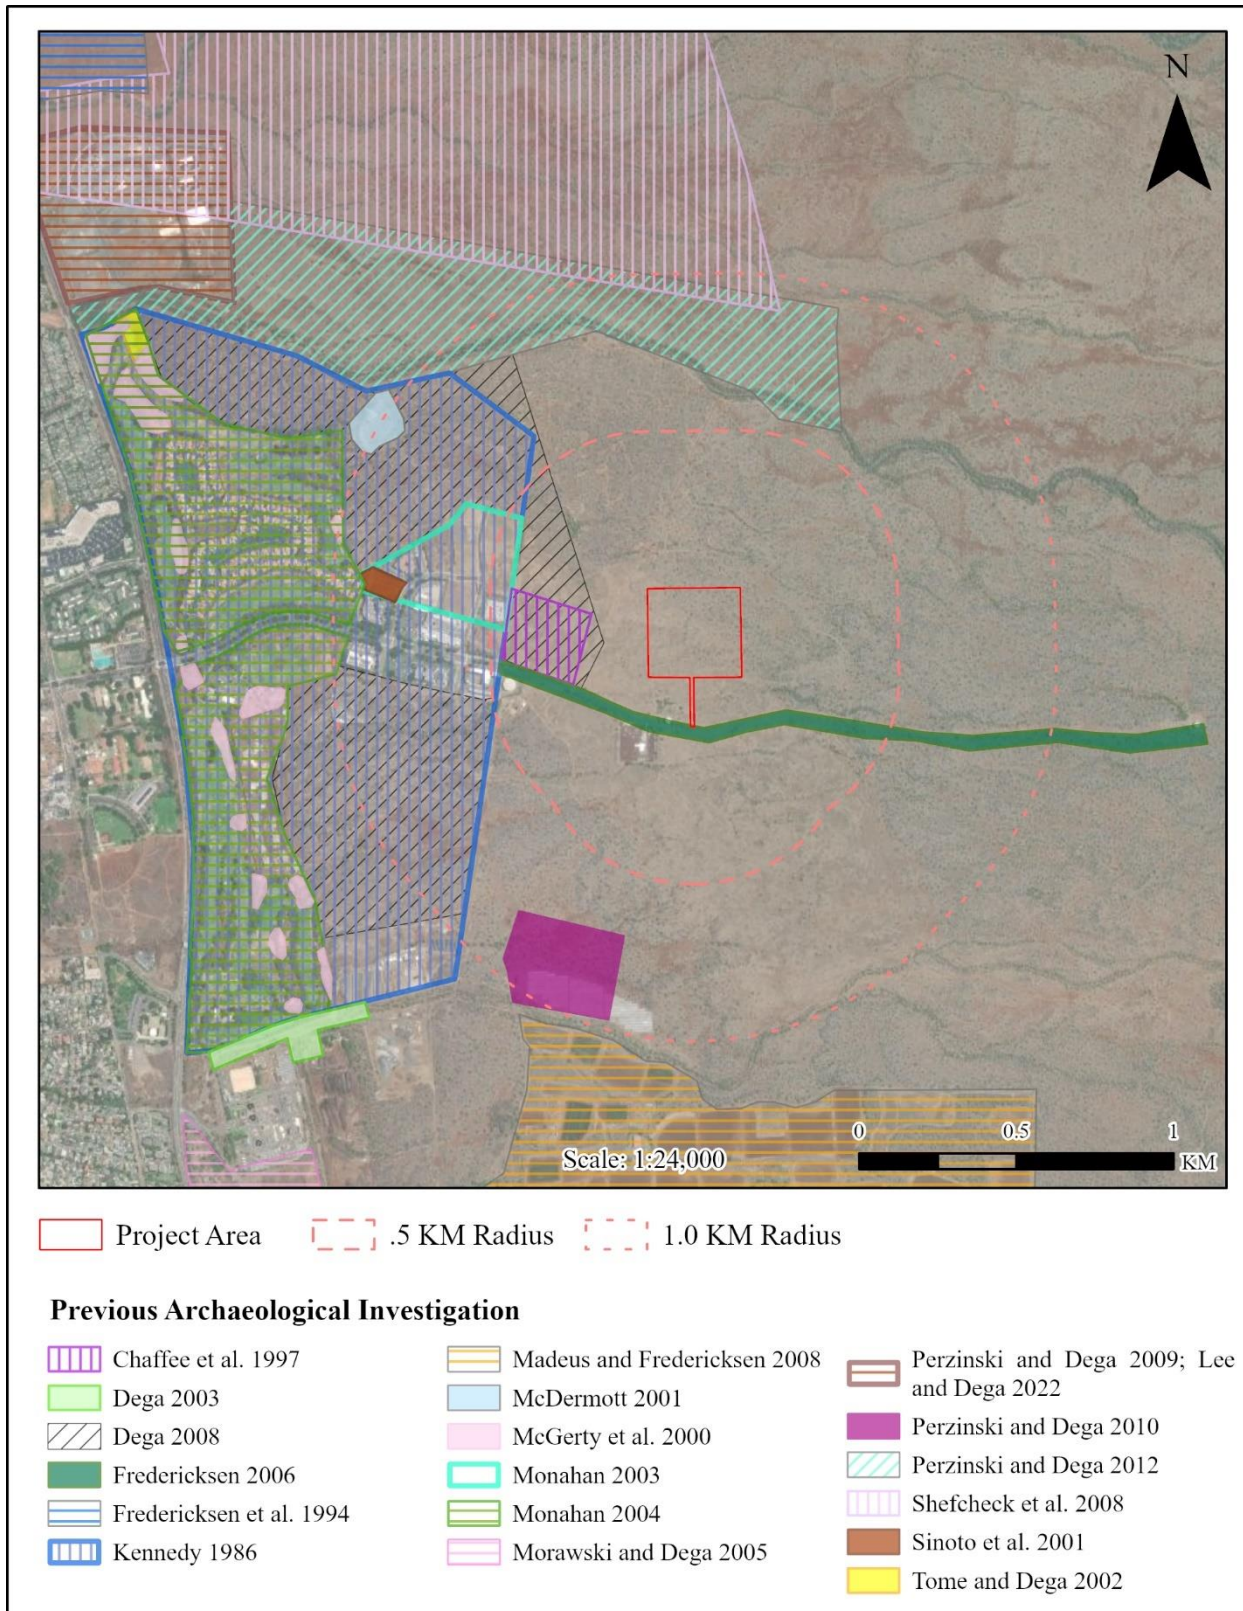 N
0 0.5 1
Scale: 1:24,000
KM
Project Area .5 KM Radius 1.0 KM Radius
Previous Archaeological Investigation
Chaffee et al. 1997
Dega 2003
Dega 2008
Fredericksen 2006
Fredericksen et al. 1994
Kennedy 1986
Madeus and Fredericksen 2008
McDermott 2001
McGerty et al. 2000
Monahan 2003
Monahan 2004
Morawski and Dega 2005
Perzinski and Dega 2009; Lee
and Dega 2022
Perzinski and Dega 2010
Perzinski and Dega 2012
Shefcheck et al. 2008
Sinoto et al. 2001
Tome and Dega 2002